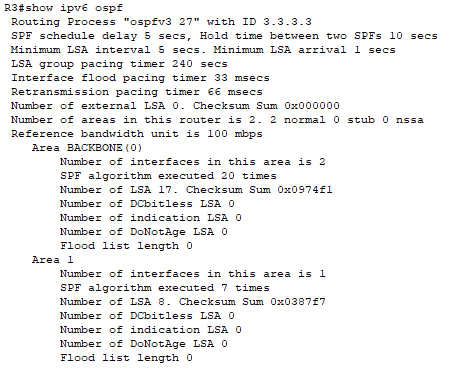 R3#show ipv6 ospf
Routing Process "ospfv3 27" with ID 3.3.3.3
SPF schedule delay 5 secs, Hold time between two SPFs 10 secs
Minimum LSA interval 5 secs. Minimum LSA arrival 1 secs
LSA group pacing timer 240 secs
Interface flood pacing timer 33 msecs
Retransmission pacing timer 66 msecs
Number of external LSA 0. Checksum Sum 0x000000
Number of areas in this router is 2. 2 normal 0 stub 0 nssa
Reference bandwidth unit is 100 mbps
Area BACKBONE(0)
Number of interfaces in this area is 2
SPF algorithm executed 20 times
Number of LSA 17. Checksum Sum 0x0974f1
Number of DCbitless LSA 0
Number of indication LSA 0
Number of DoNotAge LSA 0
Flood list length 0
Area 1
Number of interfaces in this area is 1
SPF algorithm executed 7 times
Number of LSA 8. Checksum Sum 0x0387f7
Number of DCbitless LSA 0
Number of indication LSA 0
Number of DoNotAge LSA 0
Flood list length 0